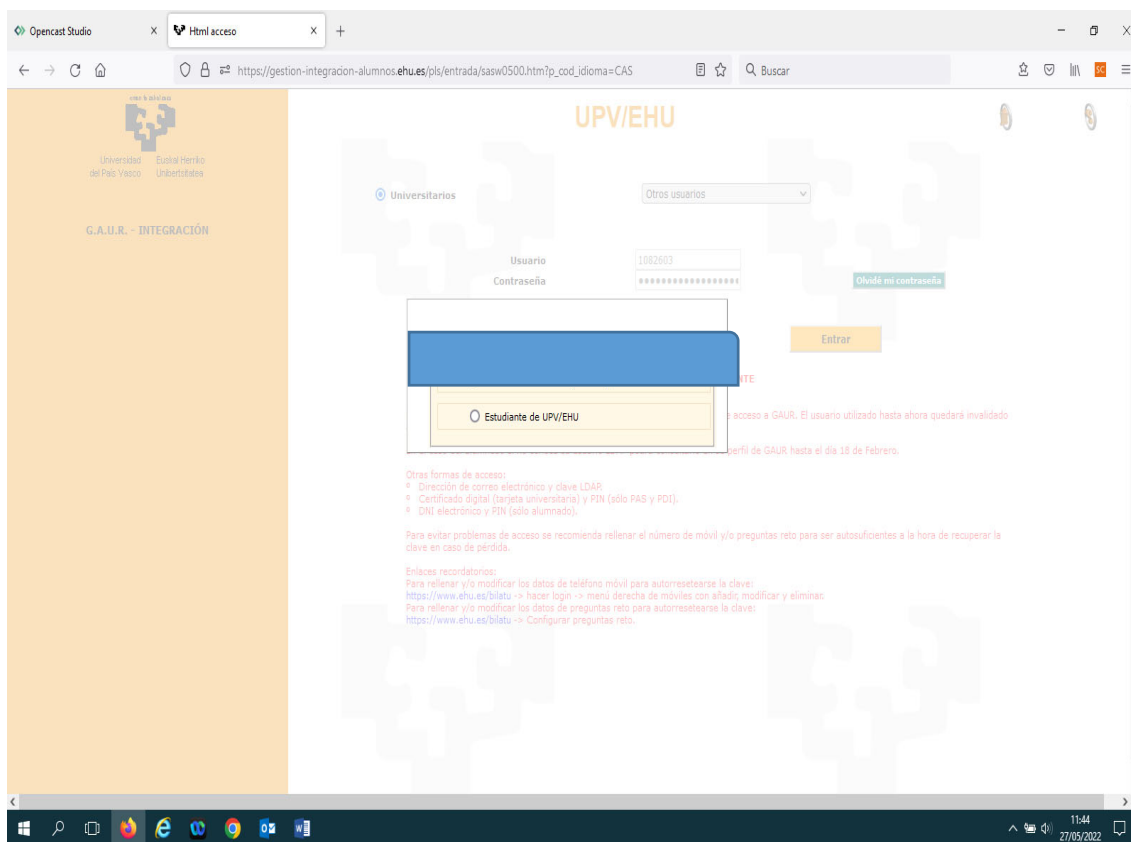 Opencast Studio
Html acceso
https://gestion-integracion-alumnos.ehu.es/pls/entrada/sasw0500.htm?p_cod_idioma=CAS
Buscar
SC
UPV/EHU
Universidad Euskal Herriko
del País Vasco Unibertsitatea
G.A.U.R. - INTEGRACIÓN
Universitarios
Otros usuarios
Usuario
1082603
Contraseña
Olvidé mi contraseña
Entrar
NTE
Estudiante de UPV/EHU
acceso a GAUR. El usuario utilizado hasta ahora quedará invalidado
perfil de GAUR hasta el día 18 de Febrero.
Otras formas de acceso:
Dirección de correo electrónico y clave LDAP.
Certificado digital (tarjeta universitaria) y PIN (sólo PAS y PDI).
DNI electrónico y PIN (sólo alumnado).
Para evitar problemas de acceso se recomienda rellenar el número de móvil y/o preguntas reto para ser autosuficientes a la hora de recuperar la
clave en caso de pérdida.
Enlaces recordatorios:
Para rellenar y/o modificar los datos de teléfono móvil para autorresetearse la clave:
https://www.ehu.es/bilatu -> hacer login -> menú derecha de móviles con añadir, modificar y eliminar.
Para rellenar y/o modificar los datos de preguntas reto para autorresetearse la clave:
https://www.ehu.es/bilatu -> Configurar preguntas reto.
11:44
27/05/2022